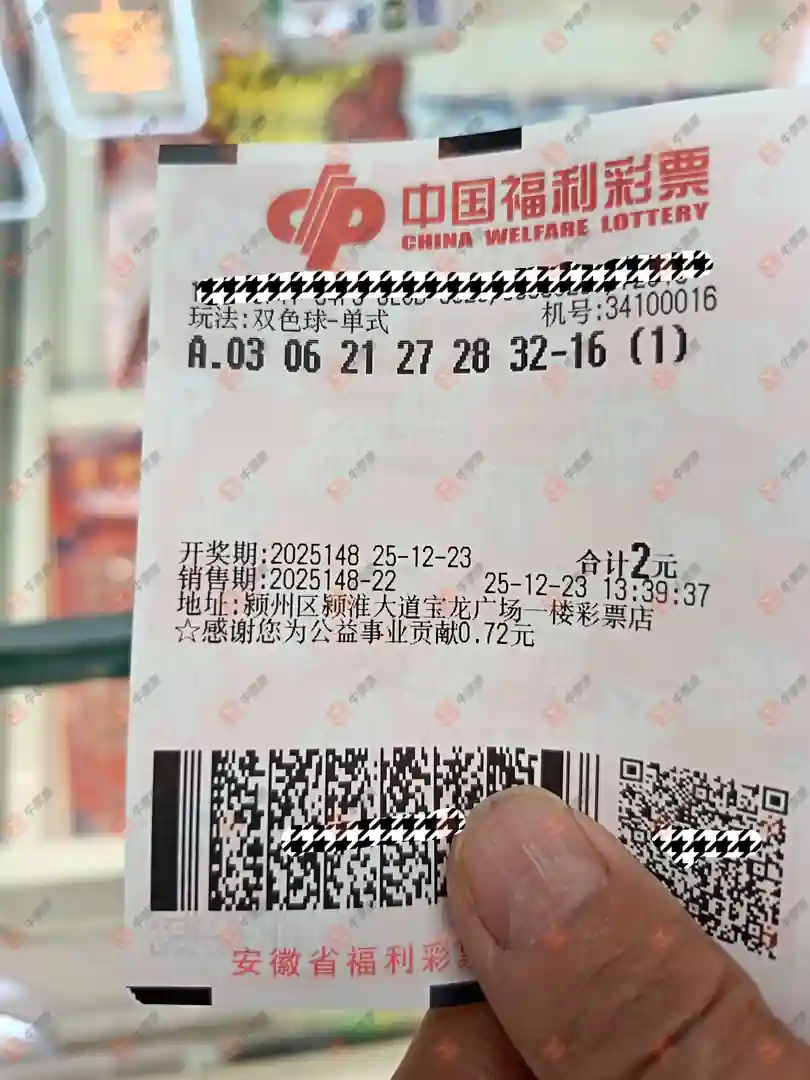 中国福利彩票
CHINA WELFARE LOTTERY
玩法:双色球-单式 机号:34100016
A.03 06 21 27 28 32-16 (1)
开奖期:2025148 25-12-23 合计2元
销售期:2025148-22 25-12-23 13:39:37
地址:颍州区颍淮大道宝龙广场一楼彩票店
☆感谢您为公益事业贡献0.72元
安徽省福利彩